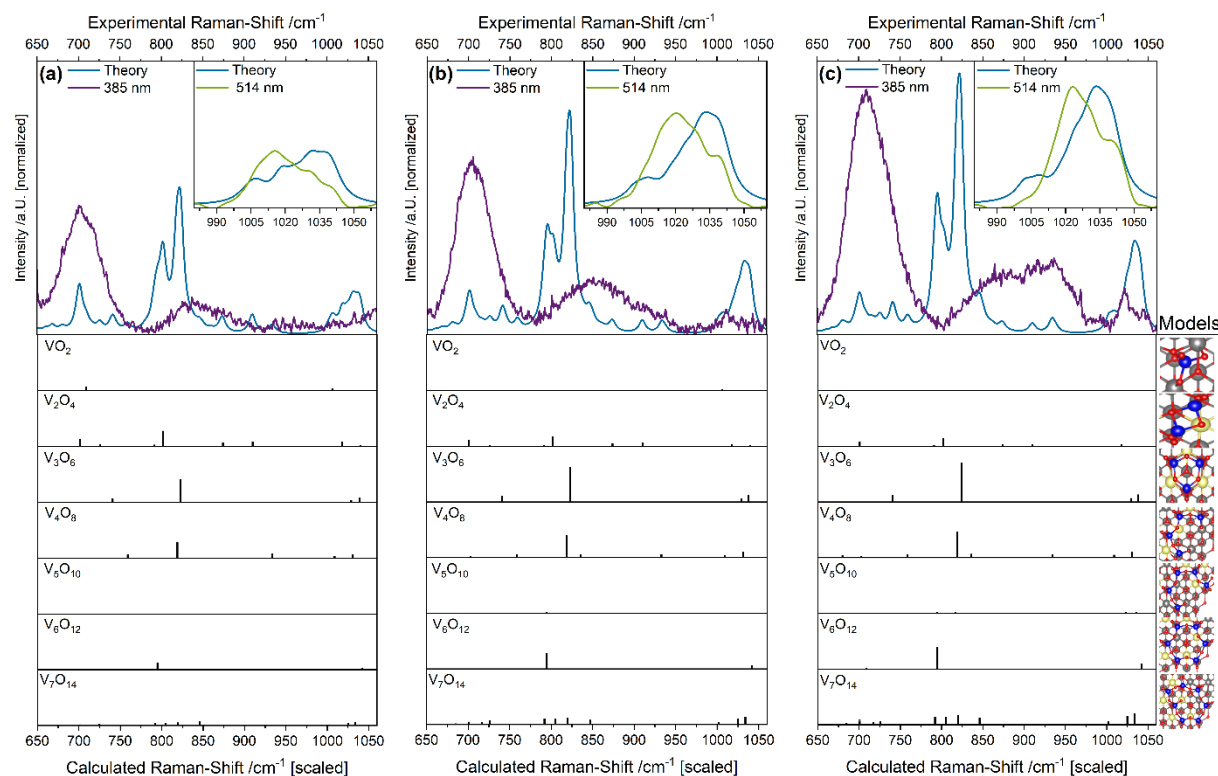 Experimental Raman-Shift /cm⁻¹
650 700 750 800 850 900 950 1000 1050
(a)
Theory
385 nm
Theory
514 nm
990 1005 1020 1035 1050
Intensity /a.U. [normalized]
VO₂
V₂O₄
V₃O₆
V₄O₈
V₅O₁₀
V₆O₁₂
V₇O₁₄
650 700 750 800 850 900 950 1000 1050
Calculated Raman-Shift /cm⁻¹ [scaled]
Experimental Raman-Shift /cm⁻¹
650 700 750 800 850 900 950 1000 1050
(b)
Theory
385 nm
Theory
514 nm
990 1005 1020 1035 1050
Intensity /a.U. [normalized]
VO₂
V₂O₄
V₃O₆
V₄O₈
V₅O₁₀
V₆O₁₂
V₇O₁₄
650 700 750 800 850 900 950 1000 1050
Calculated Raman-Shift /cm⁻¹ [scaled]
Experimental Raman-Shift /cm⁻¹
650 700 750 800 850 900 950 1000 1050
(c)
Theory
385 nm
Theory
514 nm
990 1005 1020 1035 1050
Intensity /a.U. [normalized]
VO₂
V₂O₄
V₃O₆
V₄O₈
V₅O₁₀
V₆O₁₂
V₇O₁₄
650 700 750 800 850 900 950 1000 1050
Calculated Raman-Shift /cm⁻¹ [scaled]
Models